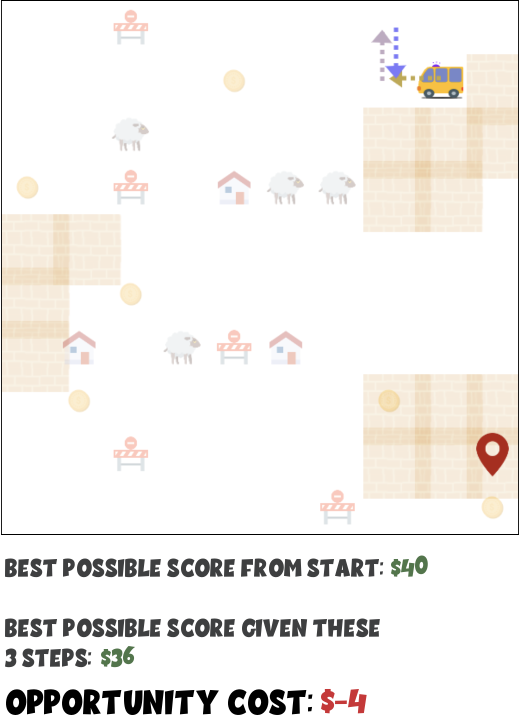 BEST POSSIBLE SCORE FROM START: $40
BEST POSSIBLE SCORE GIVEN THESE
3 STEPS: $36
OPPORTUNITY COST: $-4